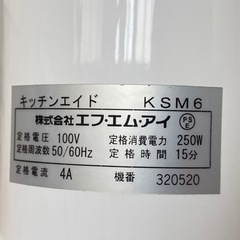 キッチンエイド KSM6
株式会社エフ・エム・アイ PSE
定格電圧 100V 定格消費電力 250W
定格周波数 50/60Hz 定格時間 15分
定格電流 4A 機番 320520